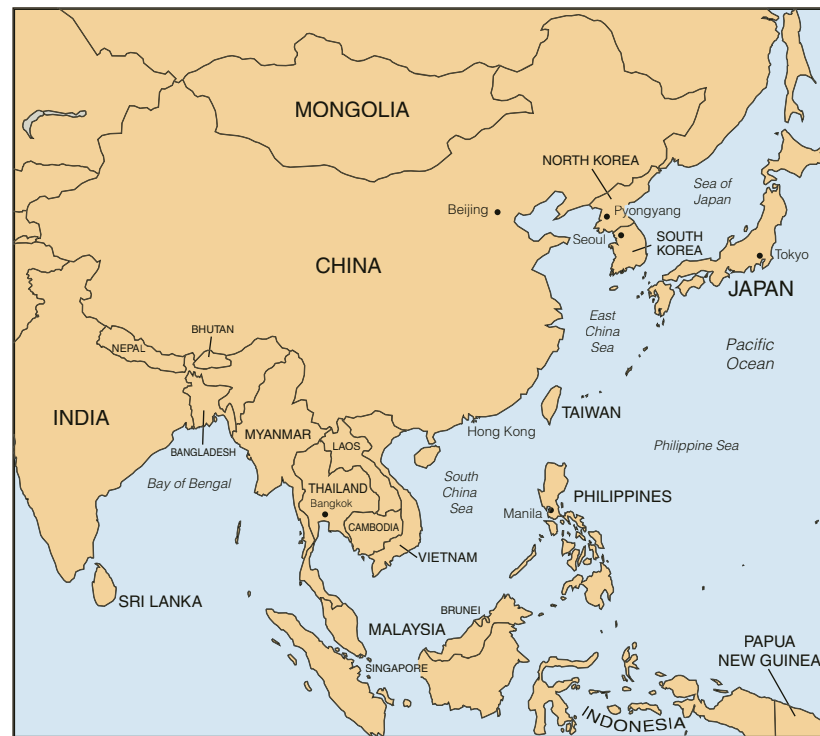 MONGOLIA
NORTH KOREA
Sea of
Japan
Beijing
Pyongyang
Seoul
SOUTH
KOREA
Tokyo
CHINA
JAPAN
East
China
Sea
Pacific
Ocean
BHUTAN
NEPAL
INDIA
TAIWAN
MYANMAR
Hong Kong
LAOS
BANGLADESH
Philippine Sea
Bay of Bengal
South
China
Sea
THAILAND
Bangkok
PHILIPPINES
Manila
CAMBODIA
VIETNAM
SRI LANKA
BRUNEI
MALAYSIA
SINGAPORE
PAPUA
NEW GUINEA
INDONESIA